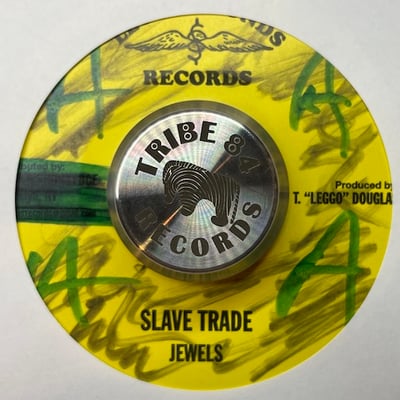 RECORDS
TRIBE 84
RECORDS
Produced by
T. "LEGGO" DOUGLA
SLAVE TRADE
JEWELS